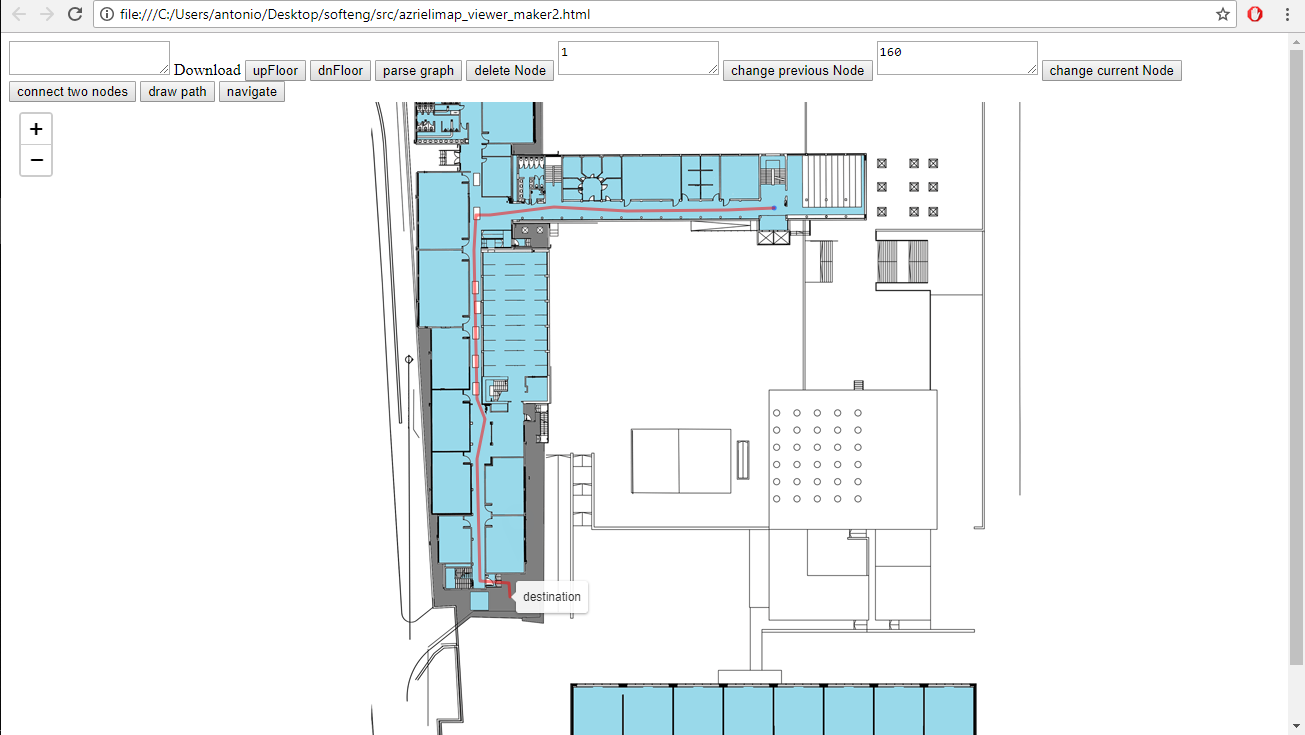 file:///C:/Users/antonio/Desktop/softeng/src/azrielimap_viewer_maker2.html
Download upFloor dnFloor parse graph delete Node 1 change previous Node 160 change current Node
connect two nodes draw path navigate
+
−
destination